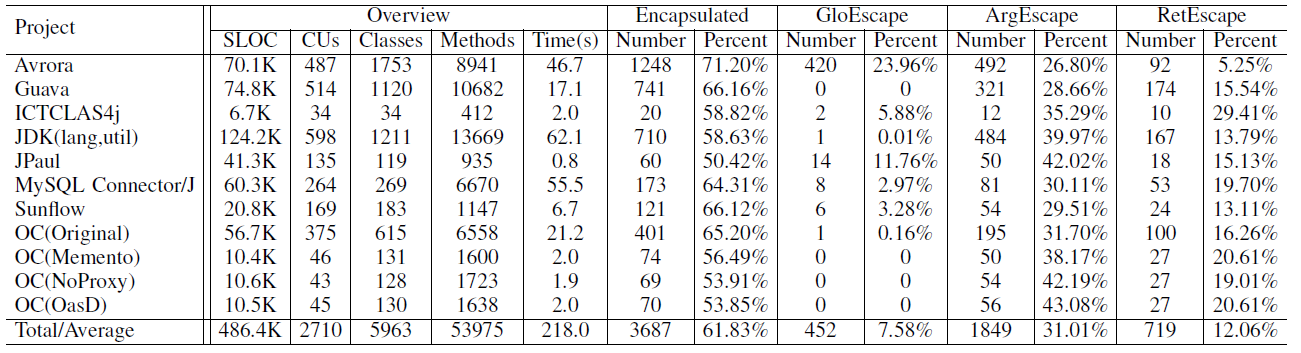 Project Overview Encapsulated GloEscape ArgEscape RetEscape
SLOC CUs Classes Methods Time(s) Number Percent Number Percent Number Percent Number Percent
Avrora 70.1K 487 1753 8941 46.7 1248 71.20% 420 23.96% 492 26.80% 92 5.25%
Guava 74.8K 514 1120 10682 17.1 741 66.16% 0 0 321 28.66% 174 15.54%
ICTCLAS4j 6.7K 34 34 412 2.0 20 58.82% 2 5.88% 12 35.29% 10 29.41%
JDK(lang,util) 124.2K 598 1211 13669 62.1 710 58.63% 1 0.01% 484 39.97% 167 13.79%
JPaul 41.3K 135 119 935 0.8 60 50.42% 14 11.76% 50 42.02% 18 15.13%
MySQL Connector/J 60.3K 264 269 6670 55.5 173 64.31% 8 2.97% 81 30.11% 53 19.70%
Sunflow 20.8K 169 183 1147 6.7 121 66.12% 6 3.28% 54 29.51% 24 13.11%
OC(Original) 56.7K 375 615 6558 21.2 401 65.20% 1 0.16% 195 31.70% 100 16.26%
OC(Memento) 10.4K 46 131 1600 2.0 74 56.49% 0 0 50 38.17% 27 20.61%
OC(NoProxy) 10.6K 43 128 1723 1.9 69 53.91% 0 0 54 42.19% 27 19.01%
OC(OasD) 10.5K 45 130 1638 2.0 70 53.85% 0 0 56 43.08% 27 20.61%
Total/Average 486.4K 2710 5963 53975 218.0 3687 61.83% 452 7.58% 1849 31.01% 719 12.06%